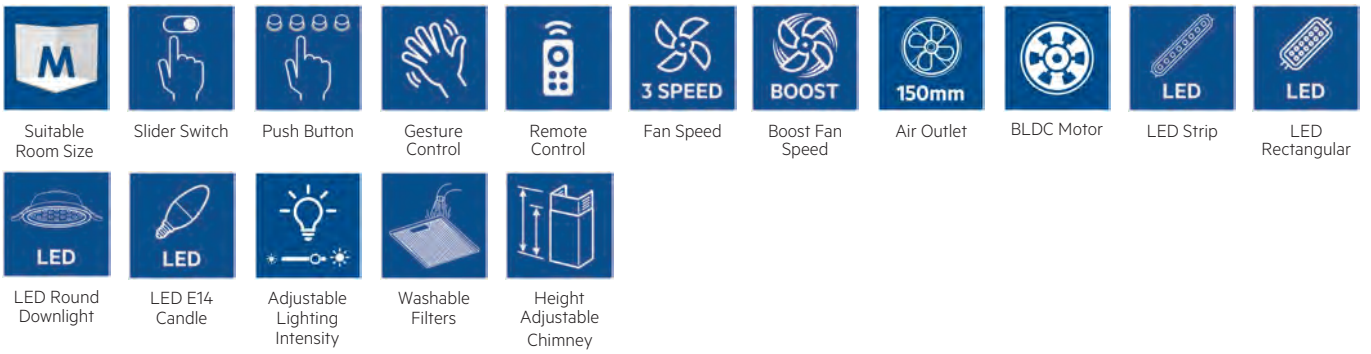 M
3 SPEED
BOOST
150mm
LED
LED
Suitable
Room Size
Slider Switch
Push Button
Gesture
Control
Remote
Control
Fan Speed
Boost Fan
Speed
Air Outlet
BLDC Motor
LED Strip
LED
Rectangular
LED
LED
LED Round
Downlight
LED E14
Candle
Adjustable
Lighting
Intensity
Washable
Filters
Height
Adjustable
Chimney